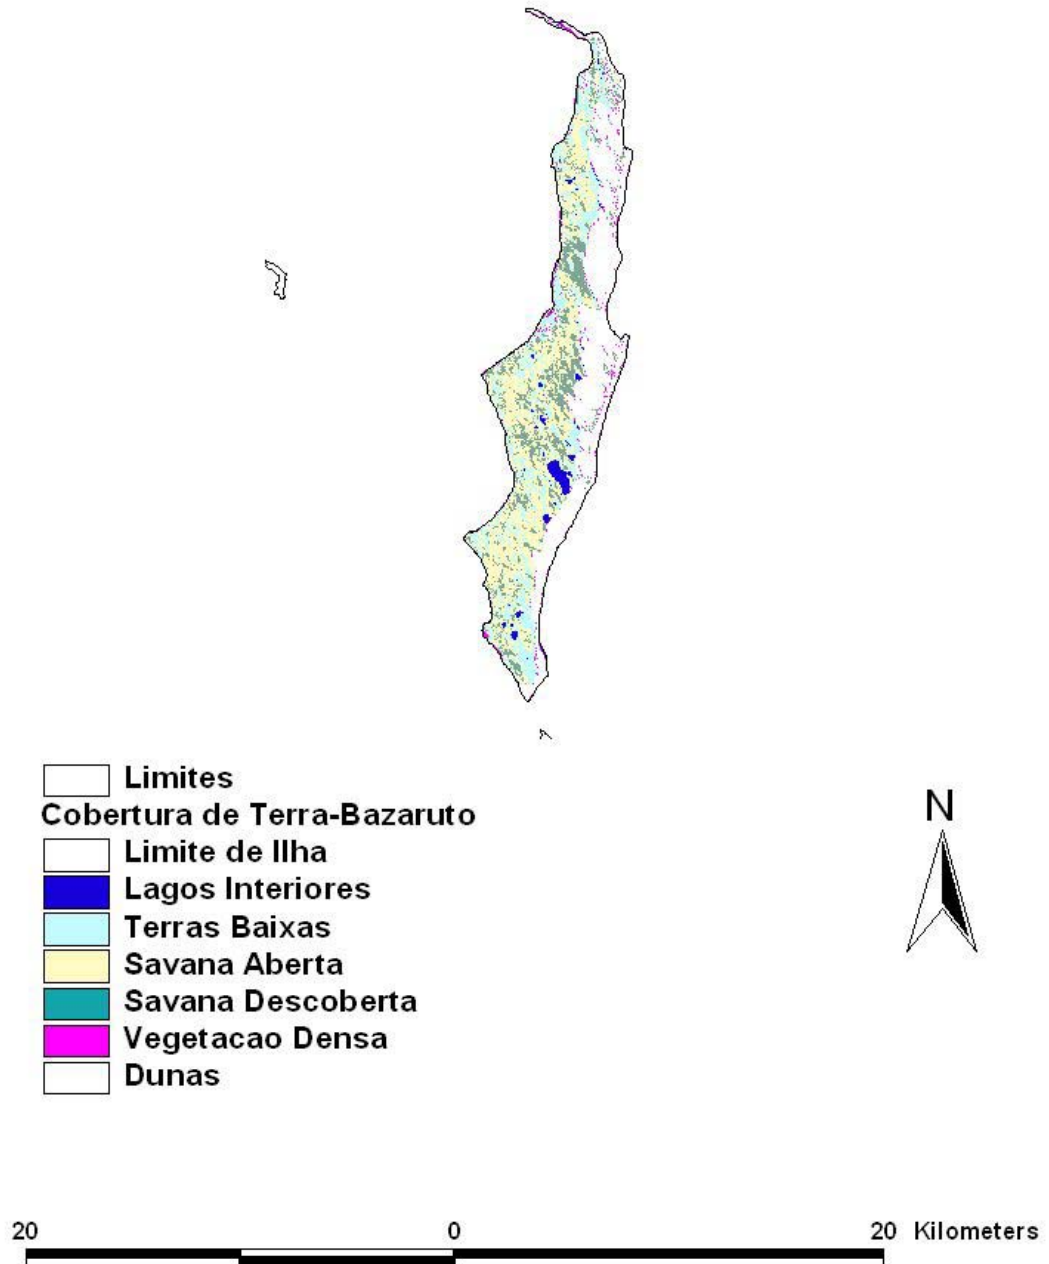 Limites
Cobertura de Terra-Bazaruto
N
Limite de Ilha
Lagos Interiores
Terras Baixas
Savana Aberta
Savana Descoberta
Vegetacao Densa
Dunas
20 0 20 Kilometers